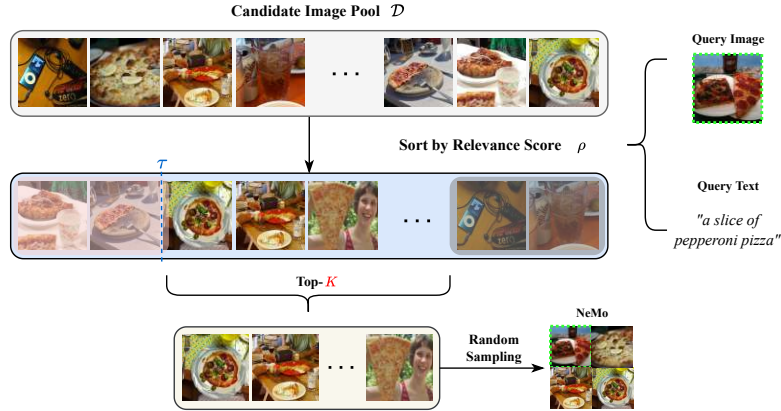 Candidate Image Pool 𝒟
Query Image
. . .
Sort by Relevance Score ρ
τ
Query Text
"a slice of
pepperoni pizza"
. . .
Top-K
NeMo
Random
Sampling
. . .